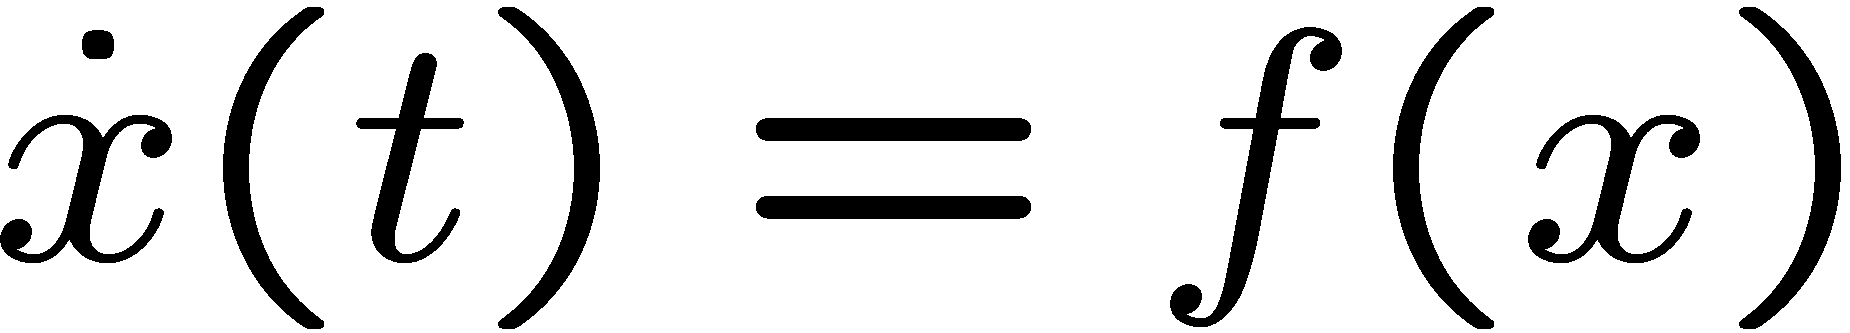 ẋ(t) = f(x)